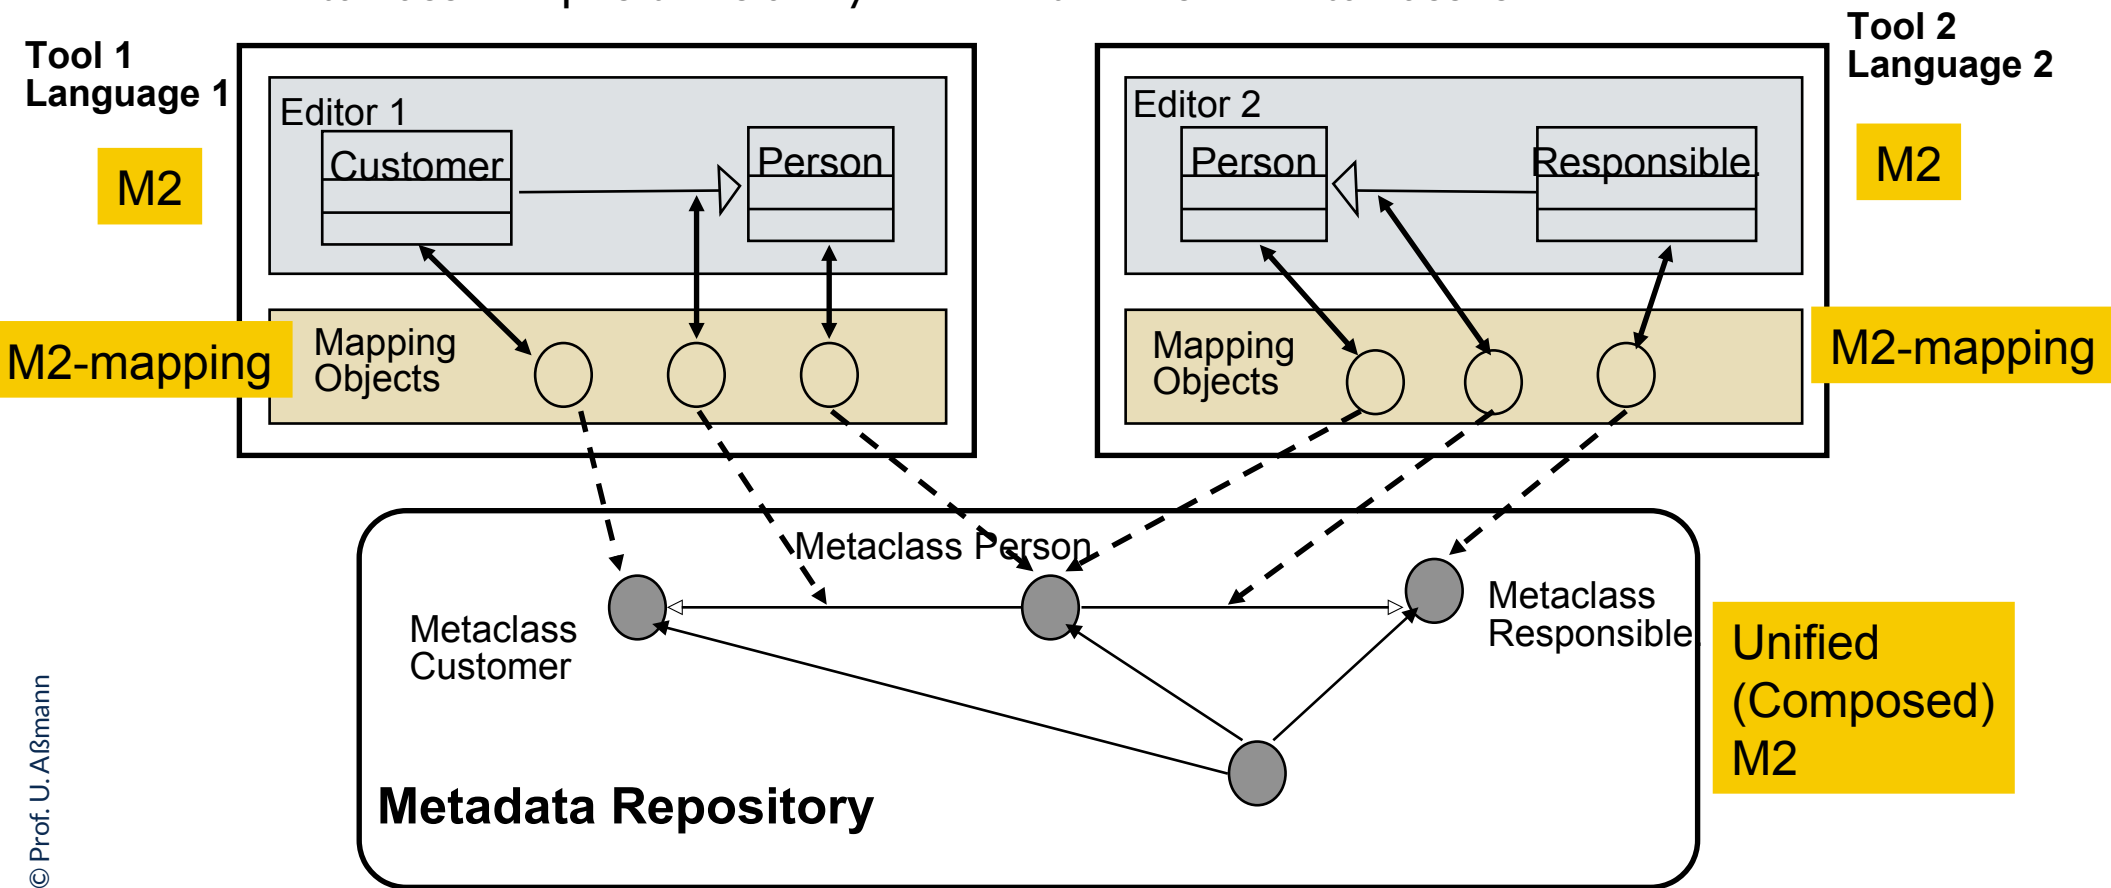 Tool 1
Language 1
Tool 2
Language 2
M2
Editor 1
Customer
Person
Editor 2
Person
Responsible.
M2
M2-mapping
Mapping
Objects
Mapping
Objects
M2-mapping
Metaclass Person
Metaclass
Customer
Metaclass
Responsible.
Unified
(Composed)
M2
Metadata Repository
© Prof. U. Aßmann